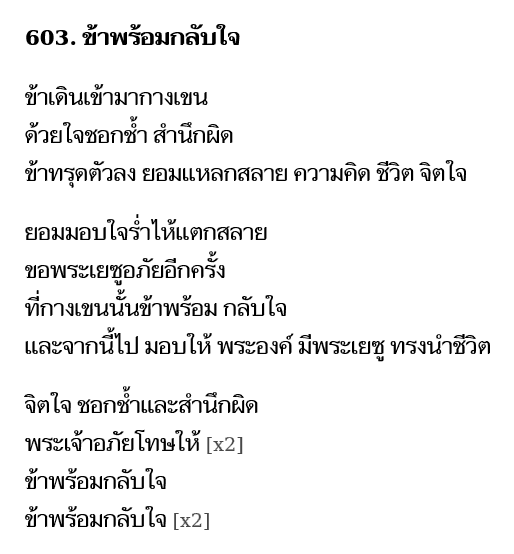 603. ข้าพร้อมกลับใจ
ข้าเดินเข้ามากางเขน
ด้วยใจชอกช้ำ สำนึกผิด
ข้าทรุดตัวลง ยอมแหลกสลาย ความคิด ชีวิต จิตใจ
ยอมมอบใจร่ำไห้แตกสลาย
ขอพระเยซูอภัยอีกครั้ง
ที่กางเขนนั้นข้าพร้อม กลับใจ
และจากนี้ไป มอบให้ พระองค์ มีพระเยซู ทรงนำชีวิต
จิตใจ ชอกช้ำและสำนึกผิด
พระเจ้าอภัยโทษให้ [x2]
ข้าพร้อมกลับใจ
ข้าพร้อมกลับใจ [x2]